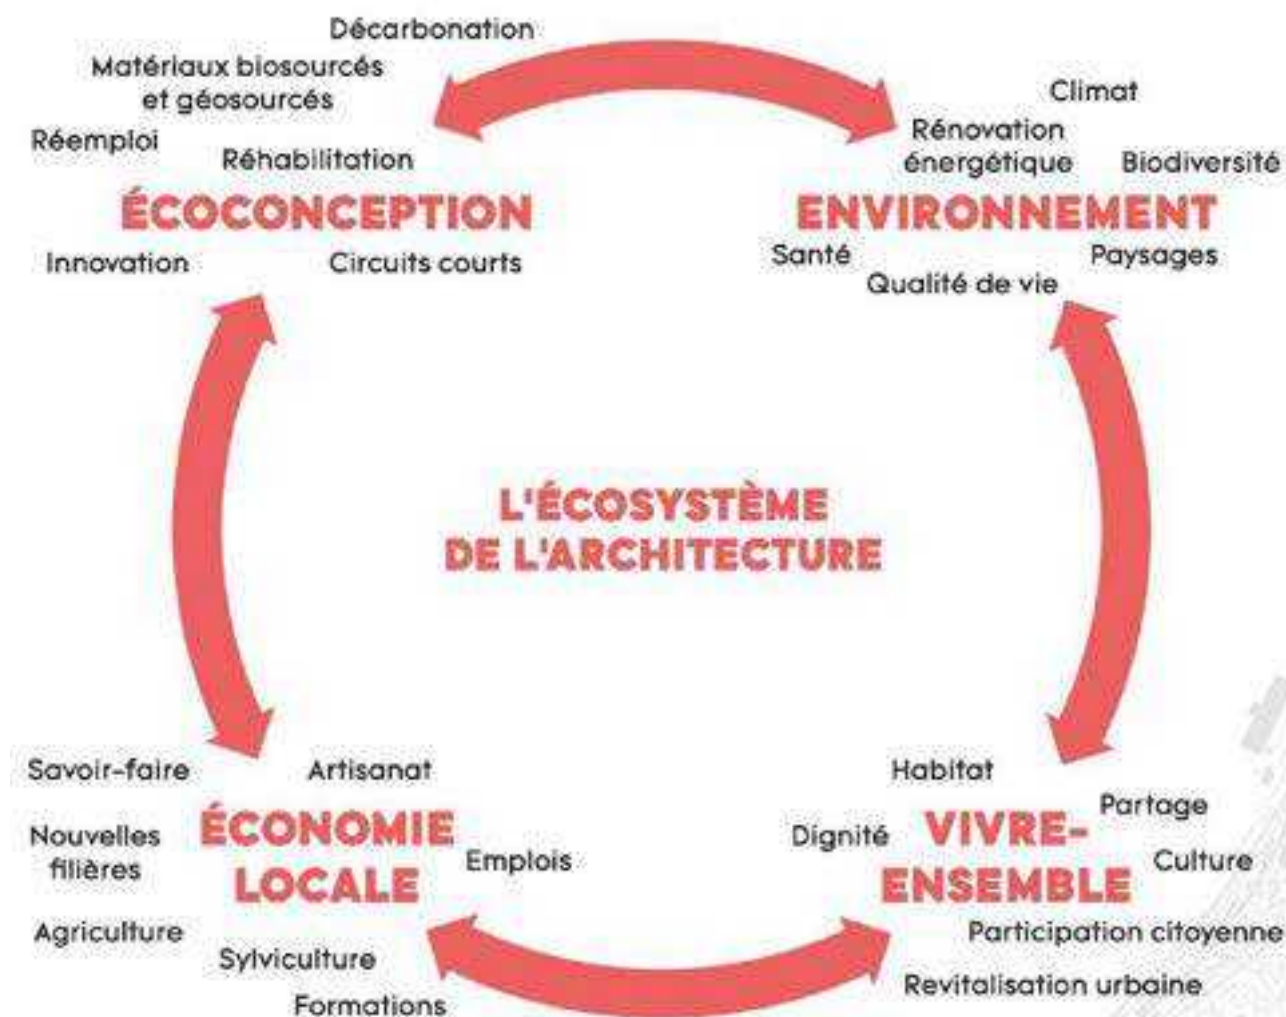 Décarbonation
Matériaux biosourcés
et géosourcés
Réemploi
Réhabilitation
ÉCOCONCEPTION
Innovation
Circuits courts
Climat
Rénovation
énergétique
Biodiversité
ENVIRONNEMENT
Santé
Paysages
Qualité de vie
L'ÉCOSYSTÈME
DE L'ARCHITECTURE
Savoir-faire
Artisanat
Nouvelles
filières
ÉCONOMIE
LOCALE
Emplois
Agriculture
Sylviculture
Formations
Habitat
Partage
Dignité
VIVRE-
ENSEMBLE
Culture
Participation citoyenne
Revitalisation urbaine